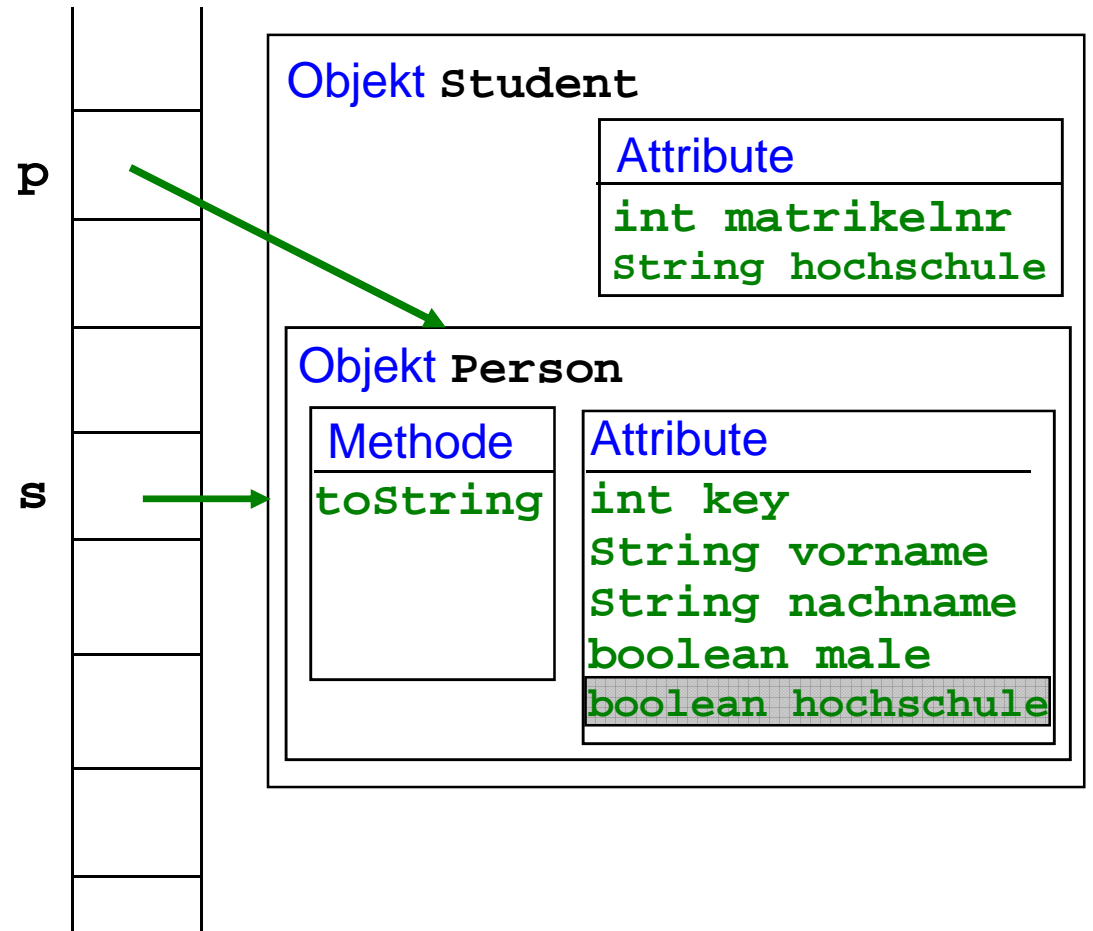 p
s
Objekt Student
Attribute
int matrikelnr
String hochschule
Objekt Person
Methode
toString
Attribute
int key
String vorname
String nachname
boolean male
boolean hochschule